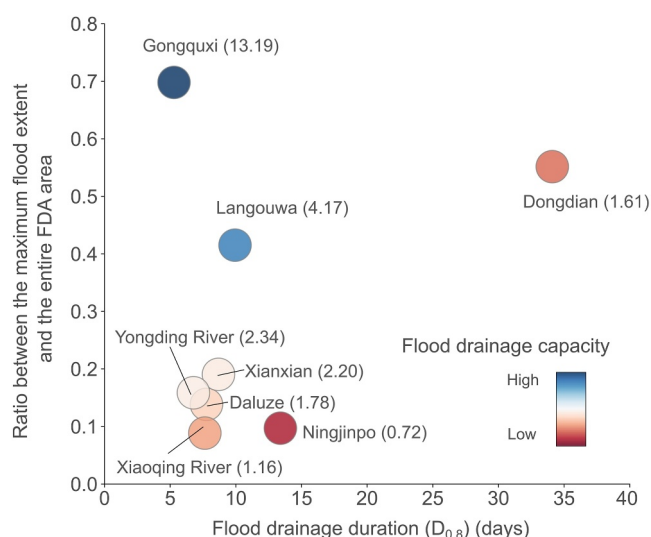 Ratio between the maximum flood extent
and the entire FDA area
0.8
0.7
0.6
0.5
0.4
0.3
0.2
0.1
0.0
Gongquxi (13.19)
Dongdian (1.61)
Langouwa (4.17)
Yongding River (2.34)
Xianxian (2.20)
Daluze (1.78)
Ningjinpo (0.72)
Xiaoqing River (1.16)
Flood drainage capacity
High
Low
0 5 10 15 20 25 30 35 40
Flood drainage duration (D0.8) (days)